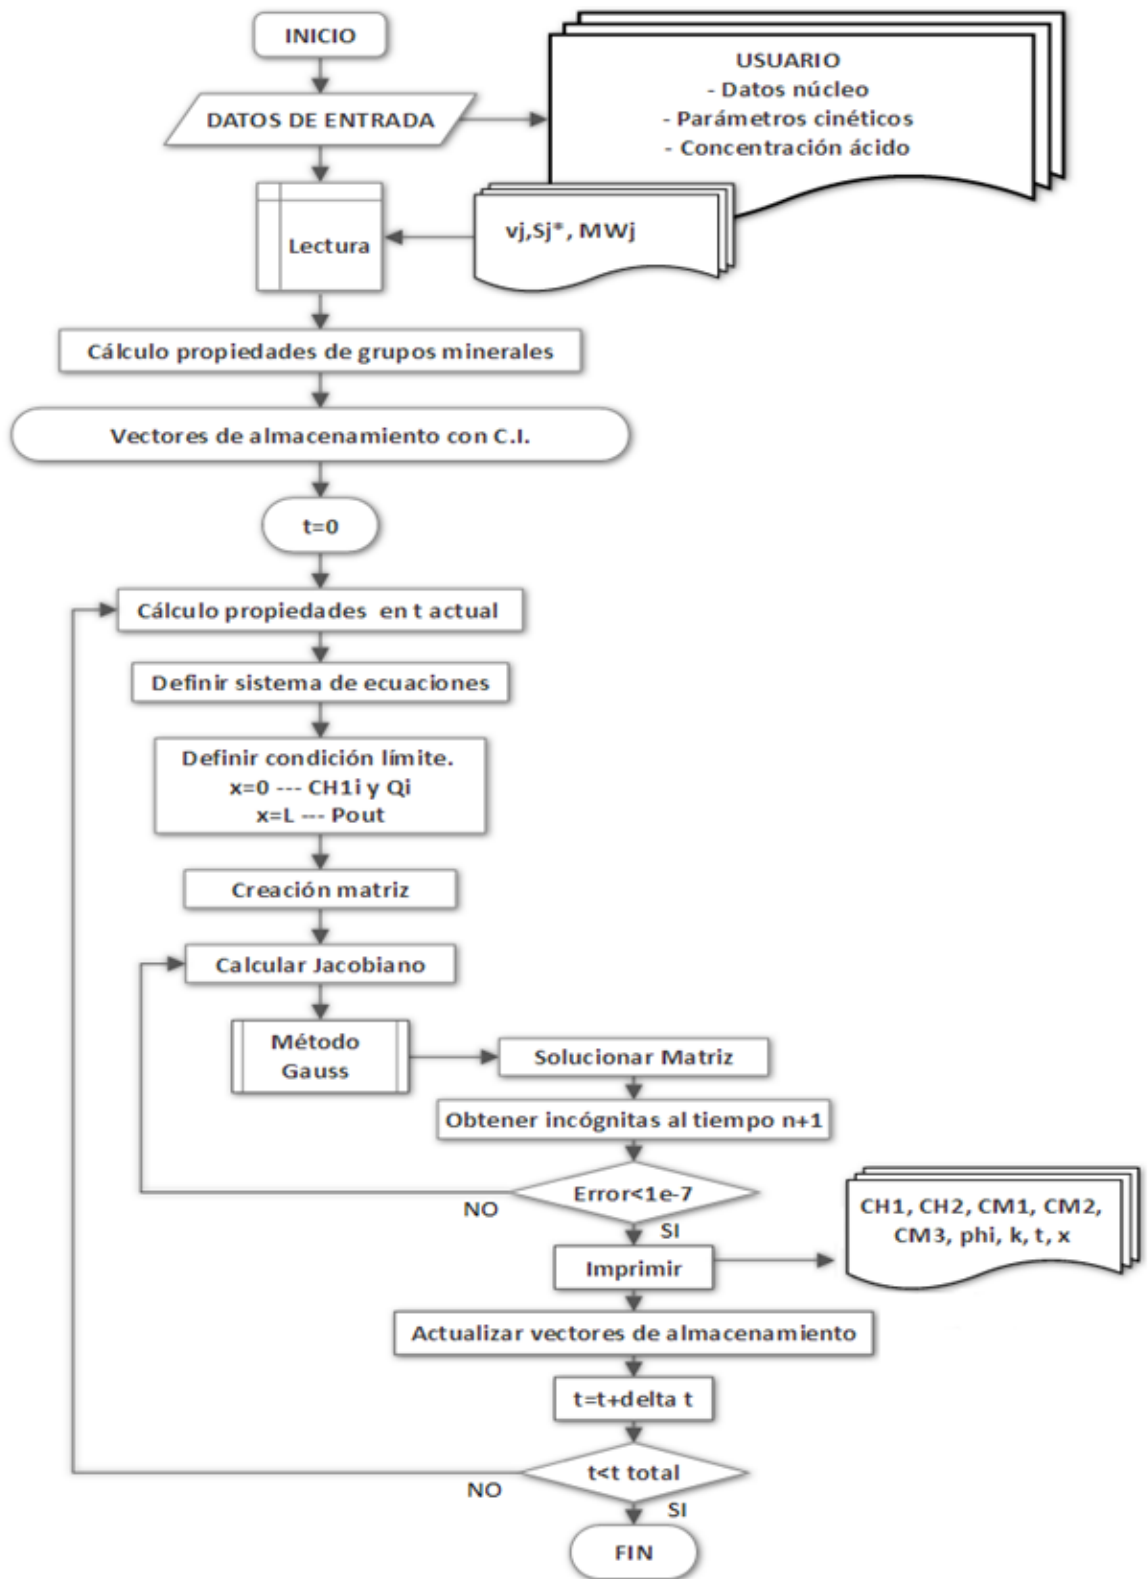 INICIO
DATOS DE ENTRADA
USUARIO
- Datos núcleo
- Parámetros cinéticos
- Concentración ácido
vj,Sj*, MWj
Lectura
Cálculo propiedades de grupos minerales
Vectores de almacenamiento con C.I.
t=0
Cálculo propiedades en t actual
Definir sistema de ecuaciones
Definir condición límite.
x=0 --- CH1i y Qi
x=L --- Pout
Creación matriz
Calcular Jacobiano
Método
Gauss
Solucionar Matriz
Obtener incógnitas al tiempo n+1
Error<1e-7
NO
SI
CH1, CH2, CM1, CM2,
CM3, phi, k, t, x
Imprimir
Actualizar vectores de almacenamiento
t=t+delta t
t<t total
NO
SI
FIN